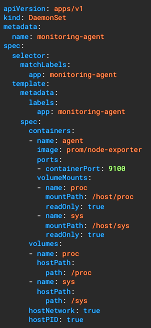 apiVersion: apps/v1
kind: DaemonSet
metadata:
  name: monitoring-agent
spec:
  selector:
    matchLabels:
      app: monitoring-agent
  template:
    metadata:
      labels:
        app: monitoring-agent
    spec:
      containers:
      - name: agent
        image: prom/node-exporter
        ports:
        - containerPort: 9100
        volumeMounts:
        - name: proc
          mountPath: /host/proc
          readOnly: true
        - name: sys
          mountPath: /host/sys
          readOnly: true
      volumes:
      - name: proc
        hostPath:
          path: /proc
      - name: sys
        hostPath:
          path: /sys
      hostNetwork: true
      hostPID: true